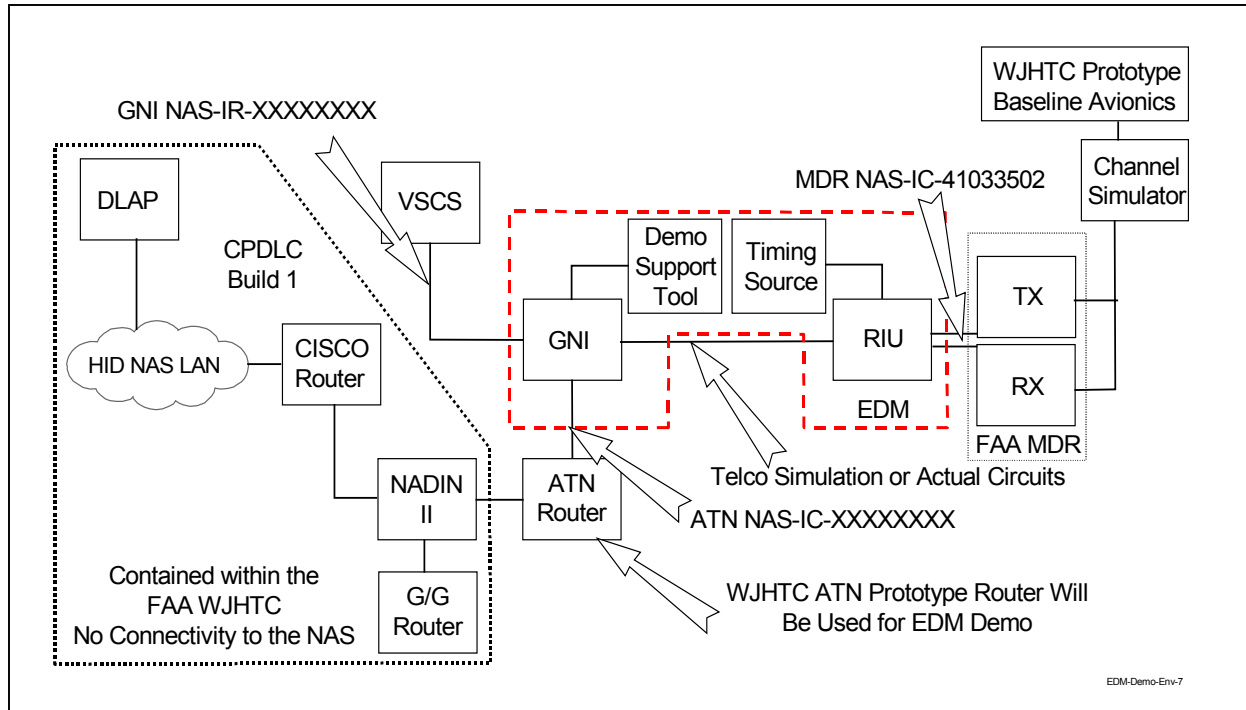 WJHTC Prototype
Baseline Avionics
GNI NAS-IR-XXXXXXXX
Channel
Simulator
MDR NAS-IC-41033502
DLAP
VSCS
CPDLC
Build 1
Demo
Support
Tool
Timing
Source
TX
HID NAS LAN
CISCO
Router
GNI
RIU
RX
EDM
FAA MDR
NADIN
II
ATN
Router
Telco Simulation or Actual Circuits
ATN NAS-IC-XXXXXXXX
Contained within the
FAA WJHTC
No Connectivity to the NAS
G/G
Router
WJHTC ATN Prototype Router Will
Be Used for EDM Demo
EDM-Demo-Env-7